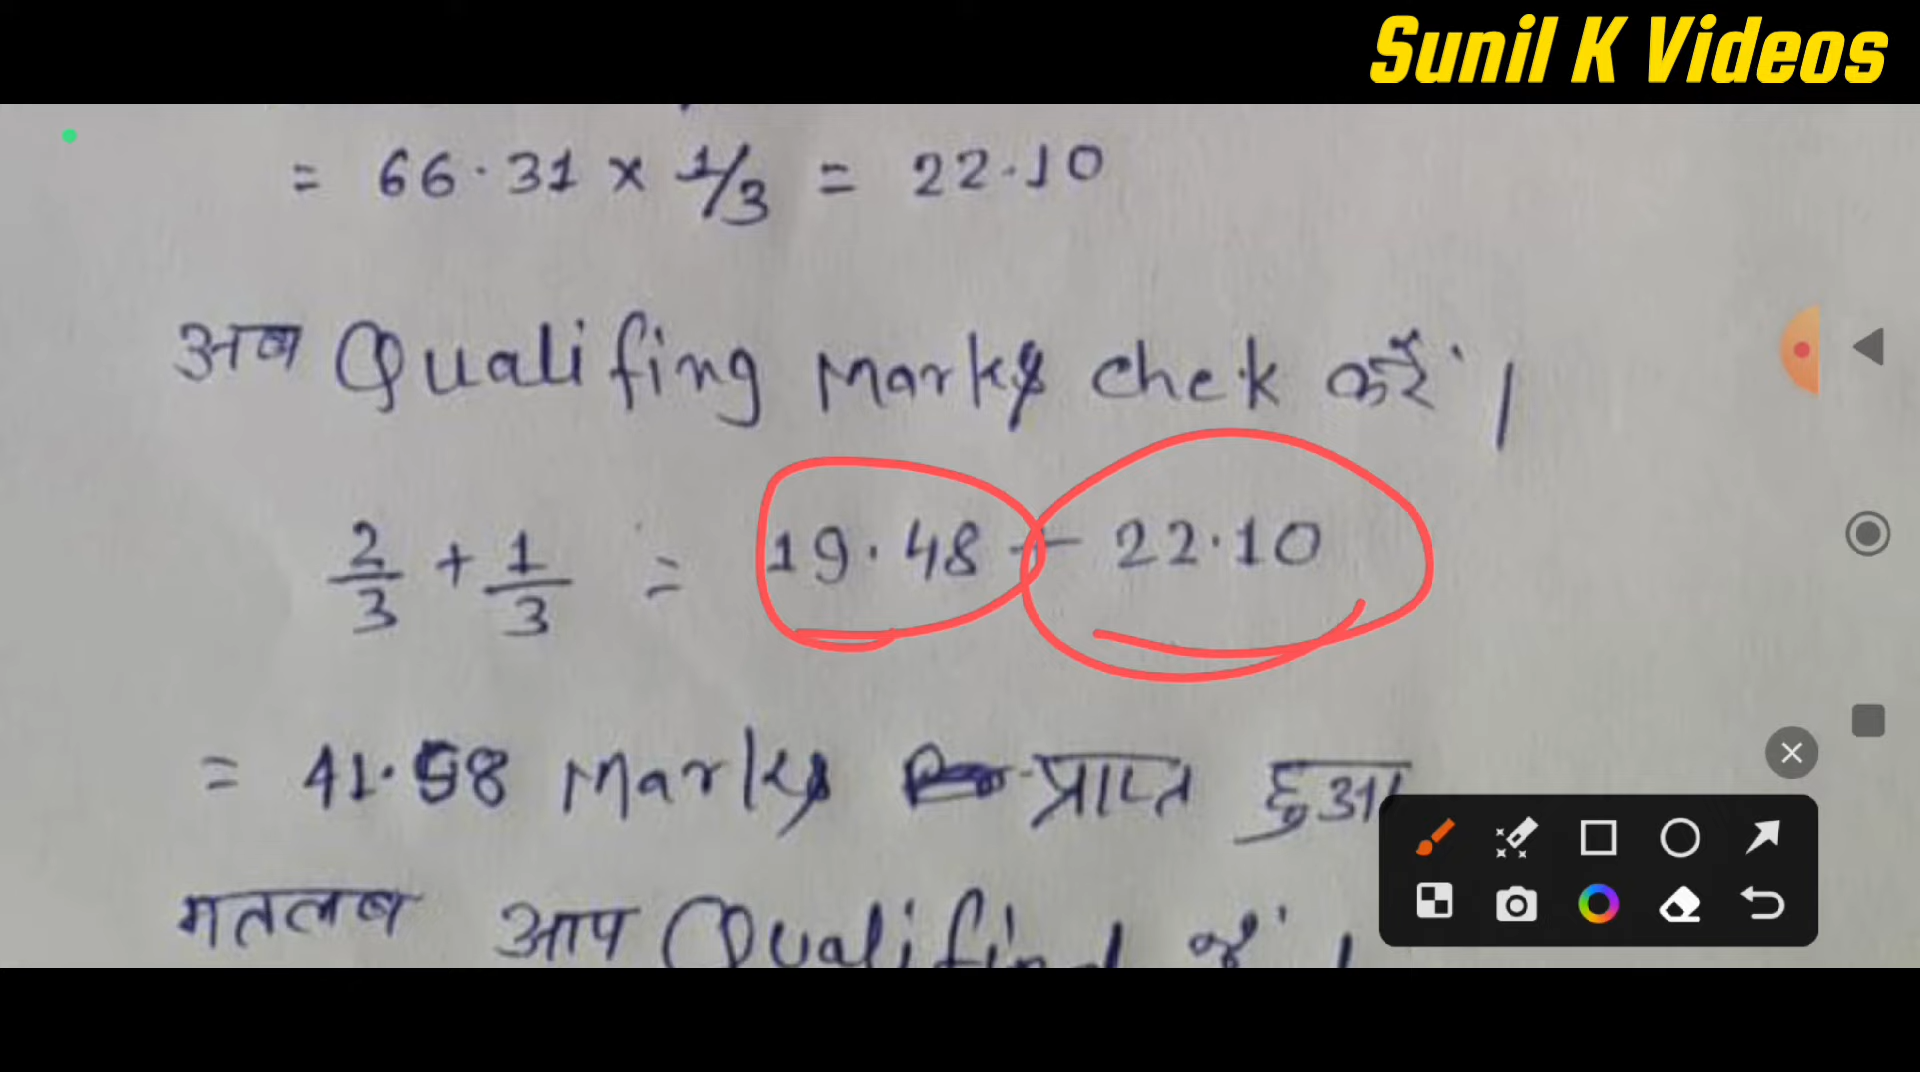 Sunil K Videos
= 66.31 x 1/3 = 22.10
अब Qualifing Marks chek करें।
2/3 + 1/3 = 19.48 + 22.10
= 41.58 Marks प्राप्त हुआ
मतलब आप Qualifind हैं।